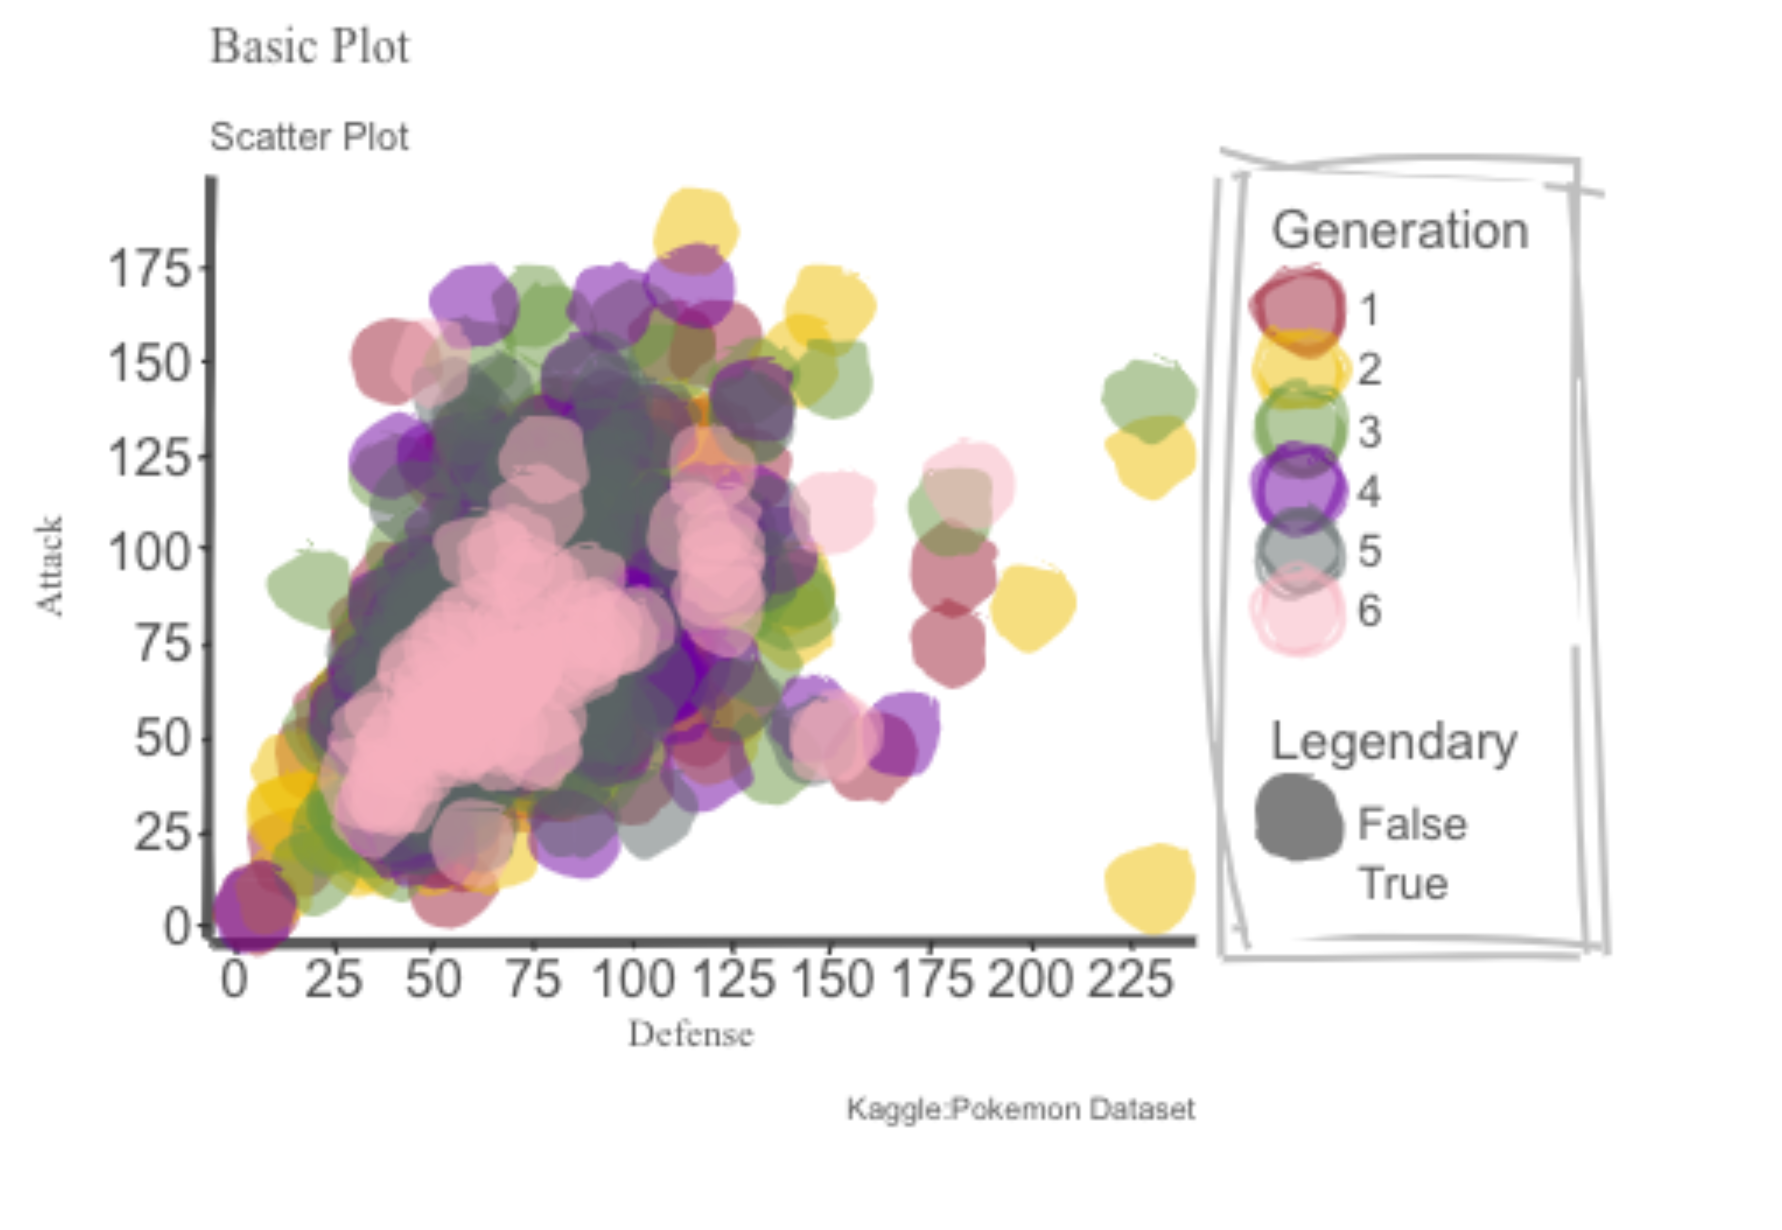 Basic Plot
Scatter Plot
Attack
175
150
125
100
75
50
25
0
0 25 50 75 100 125 150 175 200 225
Defense
Kaggle:Pokemon Dataset
Generation
1
2
3
4
5
6
Legendary
False
True